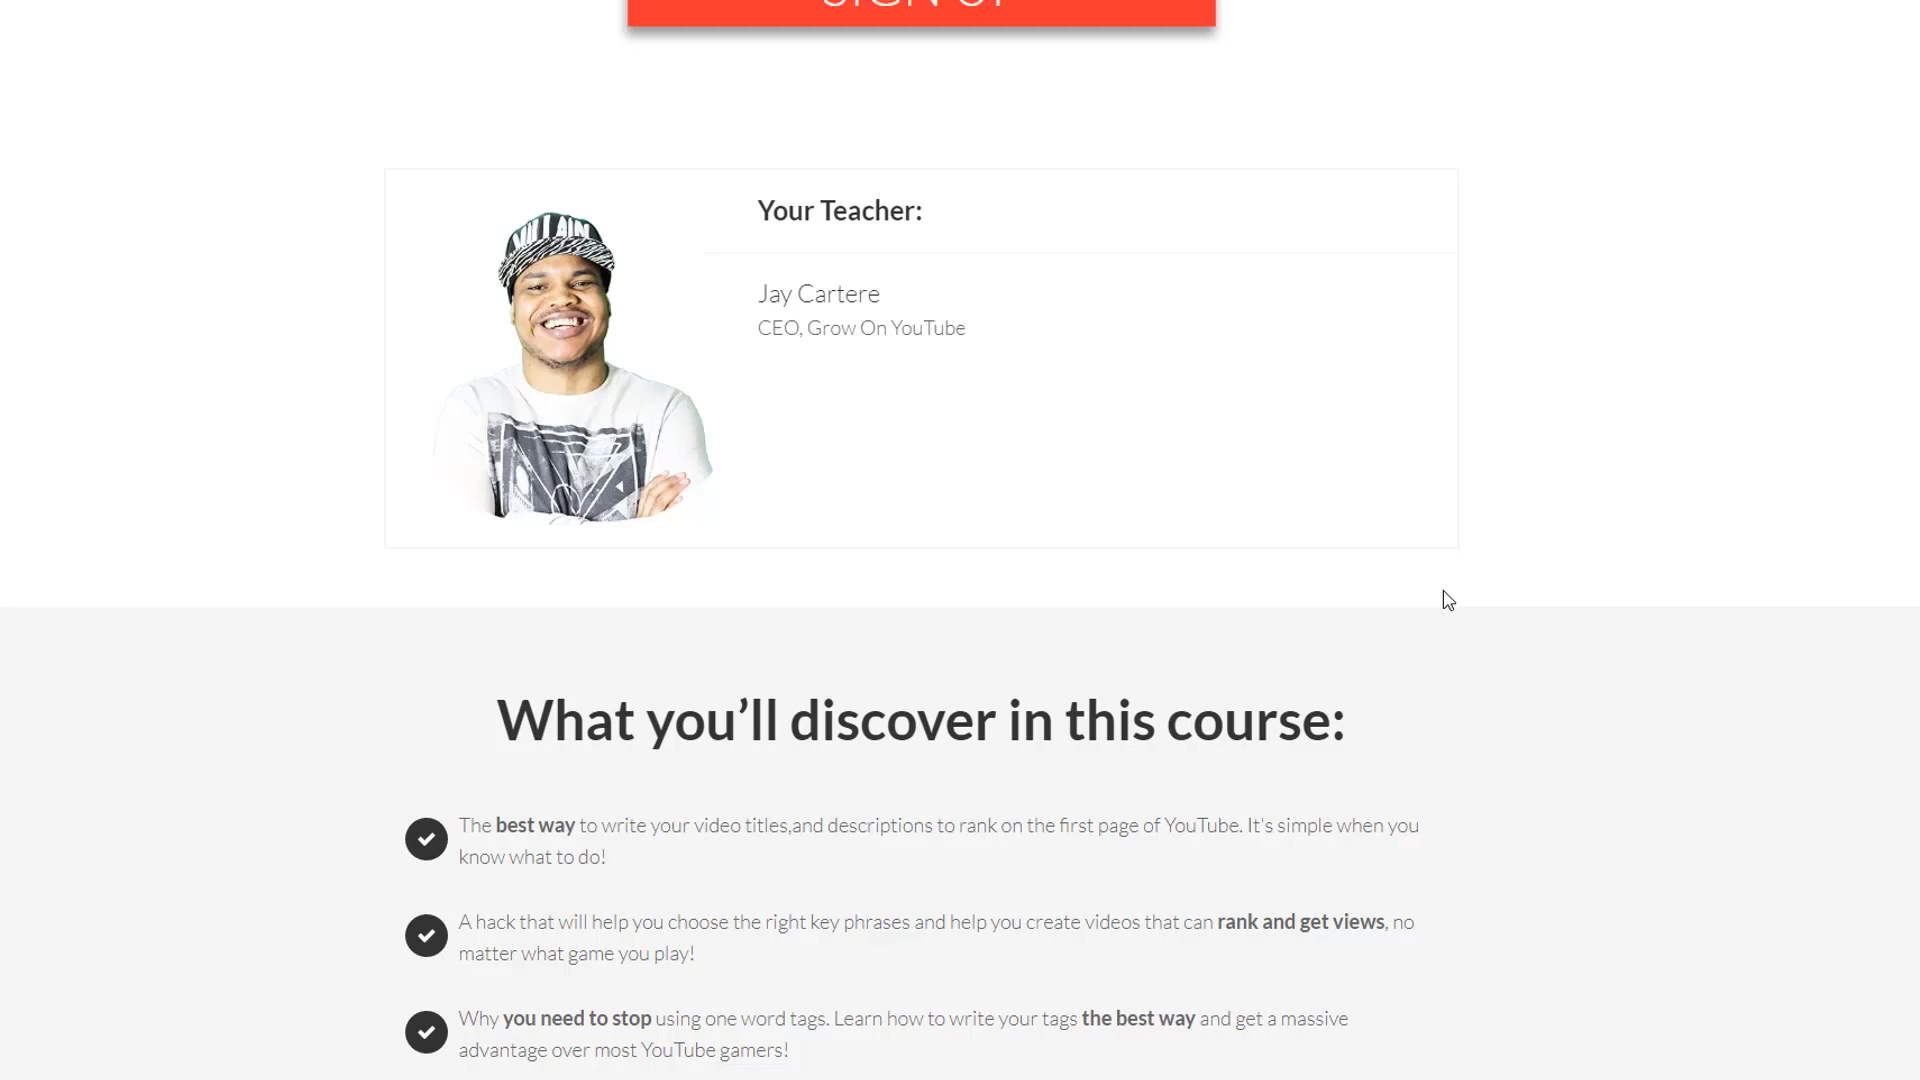 SIGN UP
Your Teacher:
Jay Cartere
CEO, Grow On YouTube
What you’ll discover in this course:
The best way to write your video titles,and descriptions to rank on the first page of YouTube. It's simple when you
know what to do!
A hack that will help you choose the right key phrases and help you create videos that can rank and get views, no
matter what game you play!
Why you need to stop using one word tags. Learn how to write your tags the best way and get a massive
advantage over most YouTube gamers!